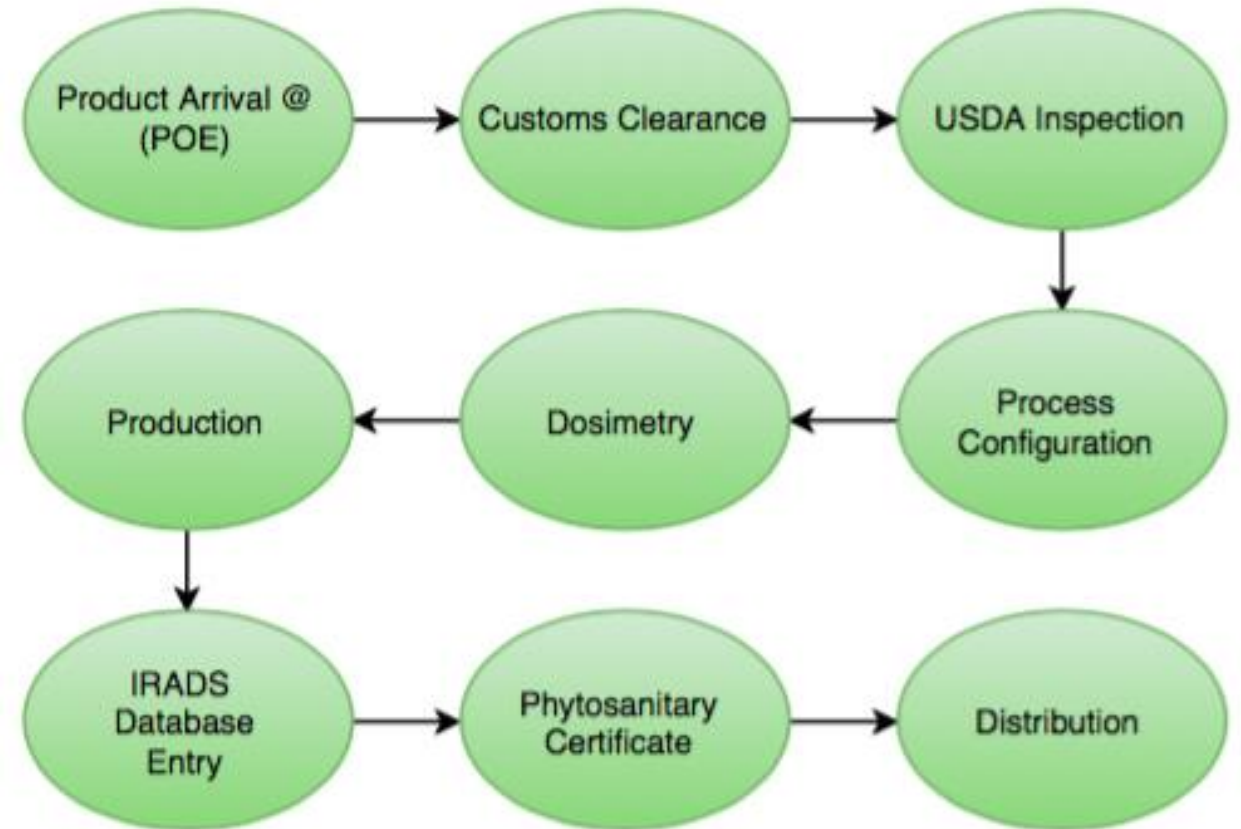 Product Arrival @
(POE)
Customs Clearance
USDA Inspection
Process
Configuration
Dosimetry
Production
IRADS
Database
Entry
Phytosanitary
Certificate
Distribution